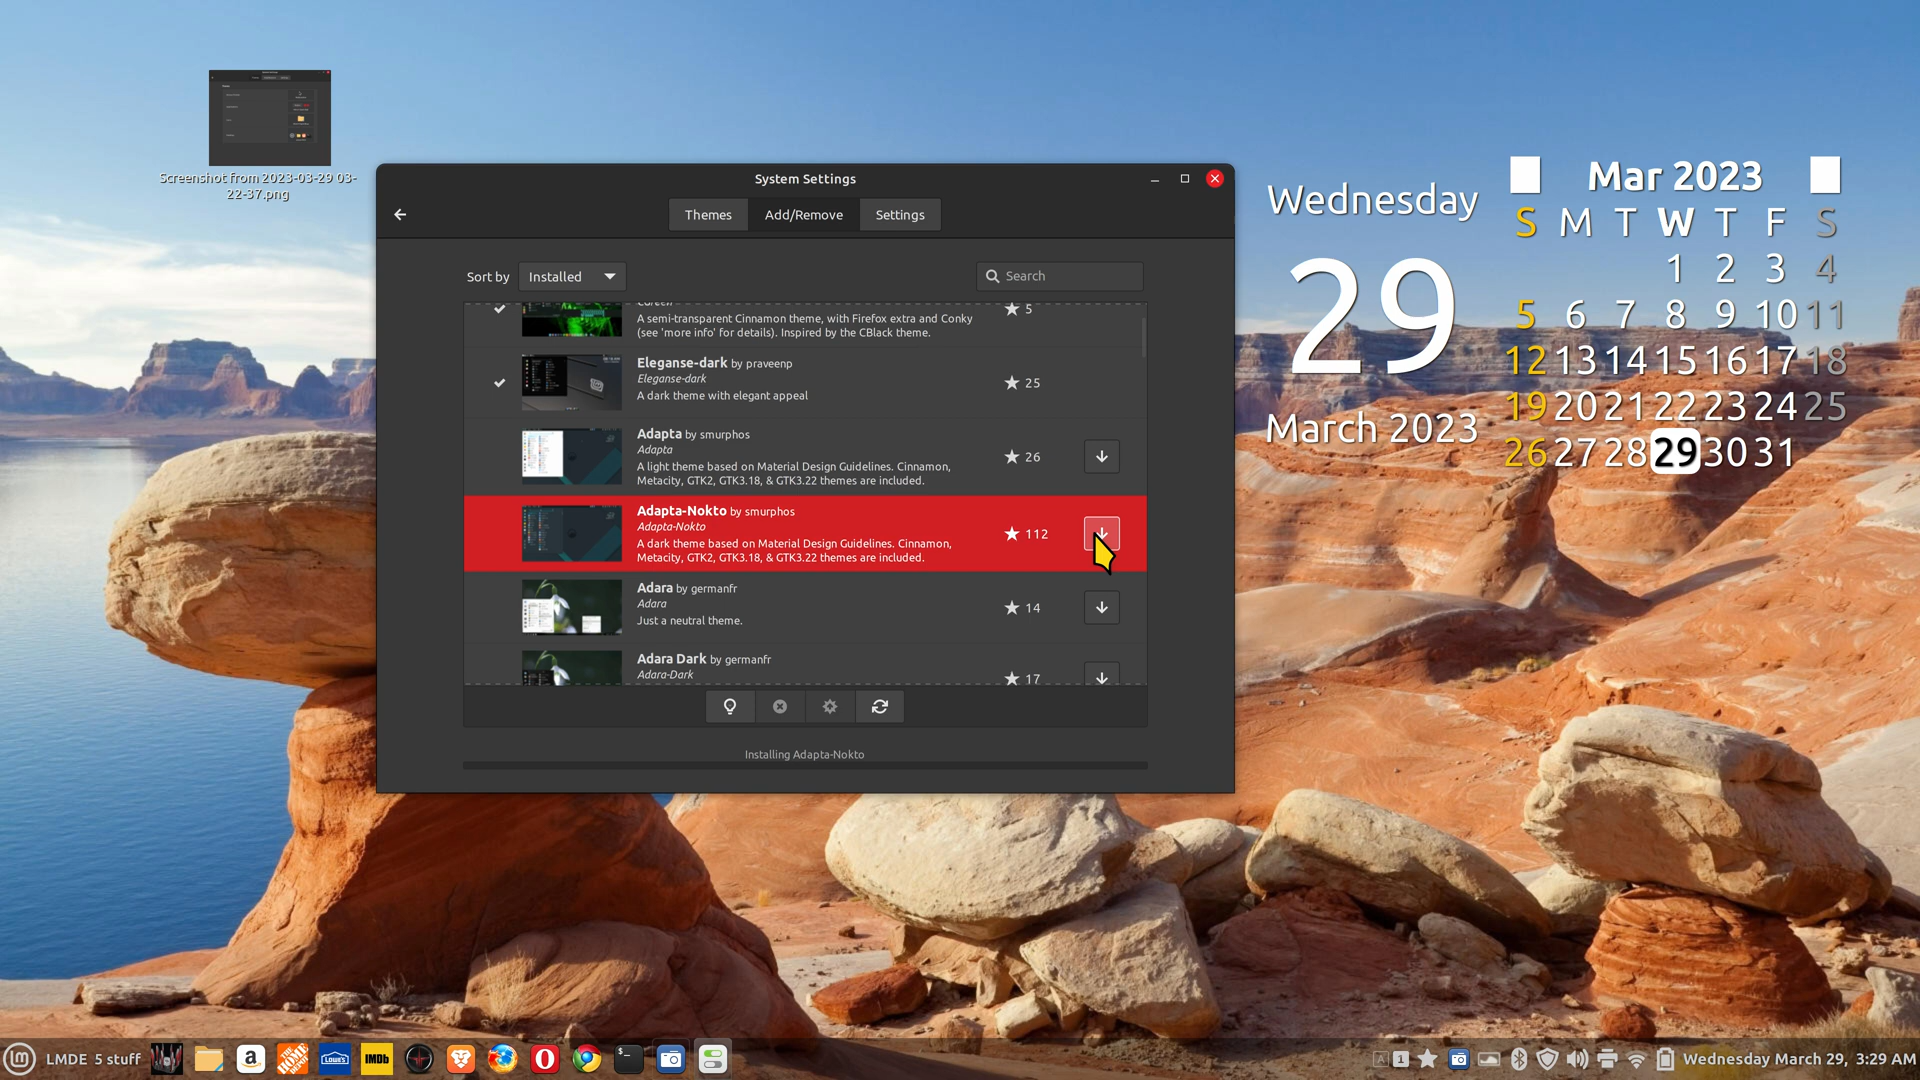 Screenshot from 2023-03-29 03-
22-37.png
System Settings
Themes
Add/Remove
Settings
Sort by
Installed
Search
A semi-transparent Cinnamon theme, with Firefox extra and Conky
(see 'more info' for details). Inspired by the CBlack theme.
5
Eleganse-dark by praveenp
Eleganse-dark
A dark theme with elegant appeal
25
Adapta by smurphos
Adapta
A light theme based on Material Design Guidelines. Cinnamon,
Metacity, GTK2, GTK3.18, & GTK3.22 themes are included.
26
Adapta-Nokto by smurphos
Adapta-Nokto
A dark theme based on Material Design Guidelines. Cinnamon,
Metacity, GTK2, GTK3.18, & GTK3.22 themes are included.
112
Adara by germanfr
Adara
Just a neutral theme.
14
Adara Dark by germanfr
Adara-Dark
17
Installing Adapta-Nokto
Wednesday
29
March 2023
Mar 2023
S M T W T F S
1 2 3 4
5 6 7 8 9 10 11
12 13 14 15 16 17 18
19 20 21 22 23 24 25
26 27 28 29 30 31
LMDE 5 stuff
a
THE HOME DEPOT
LOWE'S
IMDb
A
1
Wednesday March 29, 3:29 AM